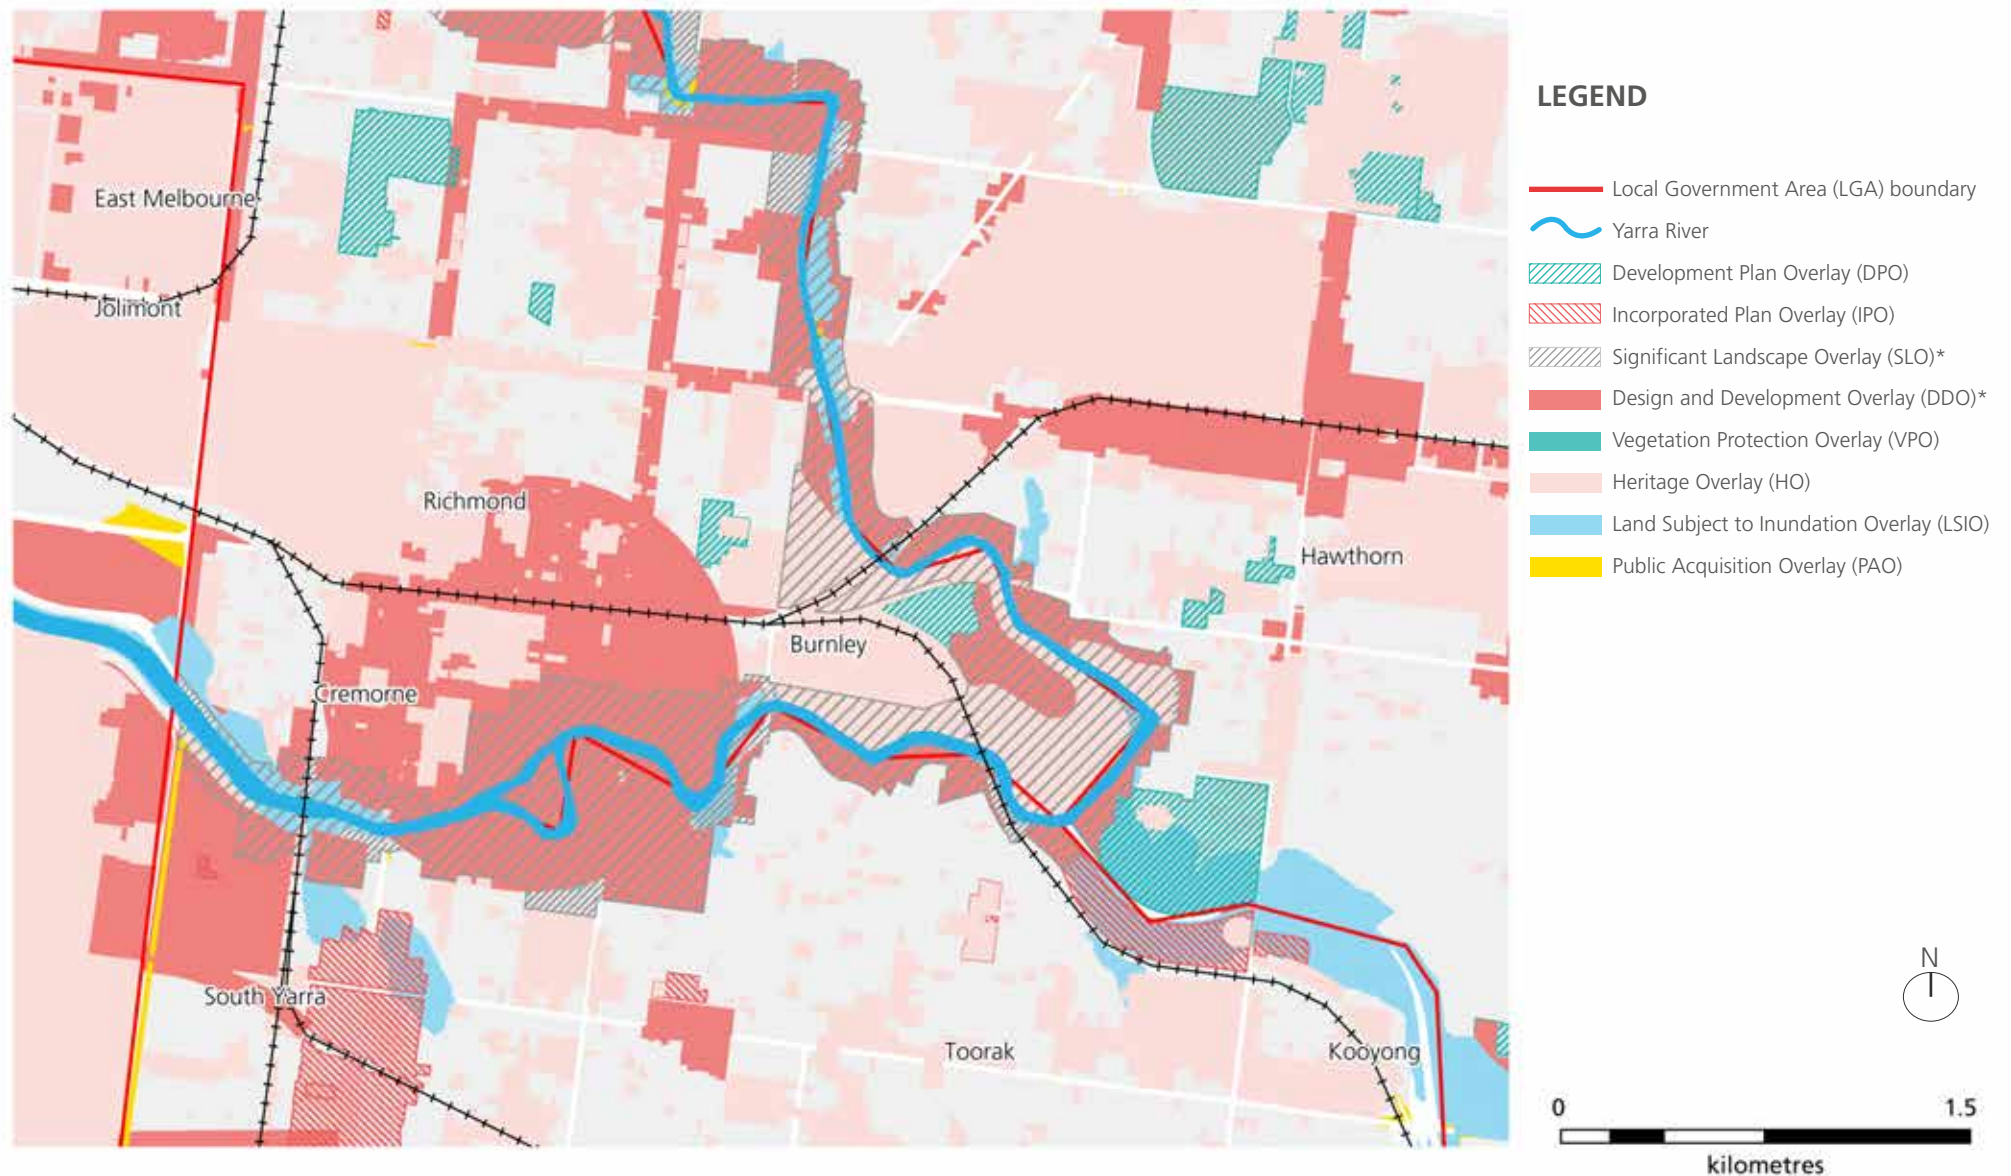 LEGEND
Local Government Area (LGA) boundary
Yarra River
Development Plan Overlay (DPO)
Incorporated Plan Overlay (IPO)
Significant Landscape Overlay (SLO)*
Design and Development Overlay (DDO)*
Vegetation Protection Overlay (VPO)
Heritage Overlay (HO)
Land Subject to Inundation Overlay (LSIO)
Public Acquisition Overlay (PAO)
East Melbourne
Jolimont
Richmond
Hawthorn
Burnley
Cremorne
South Yarra
Toorak
Kooyong
N
0 1.5
kilometres